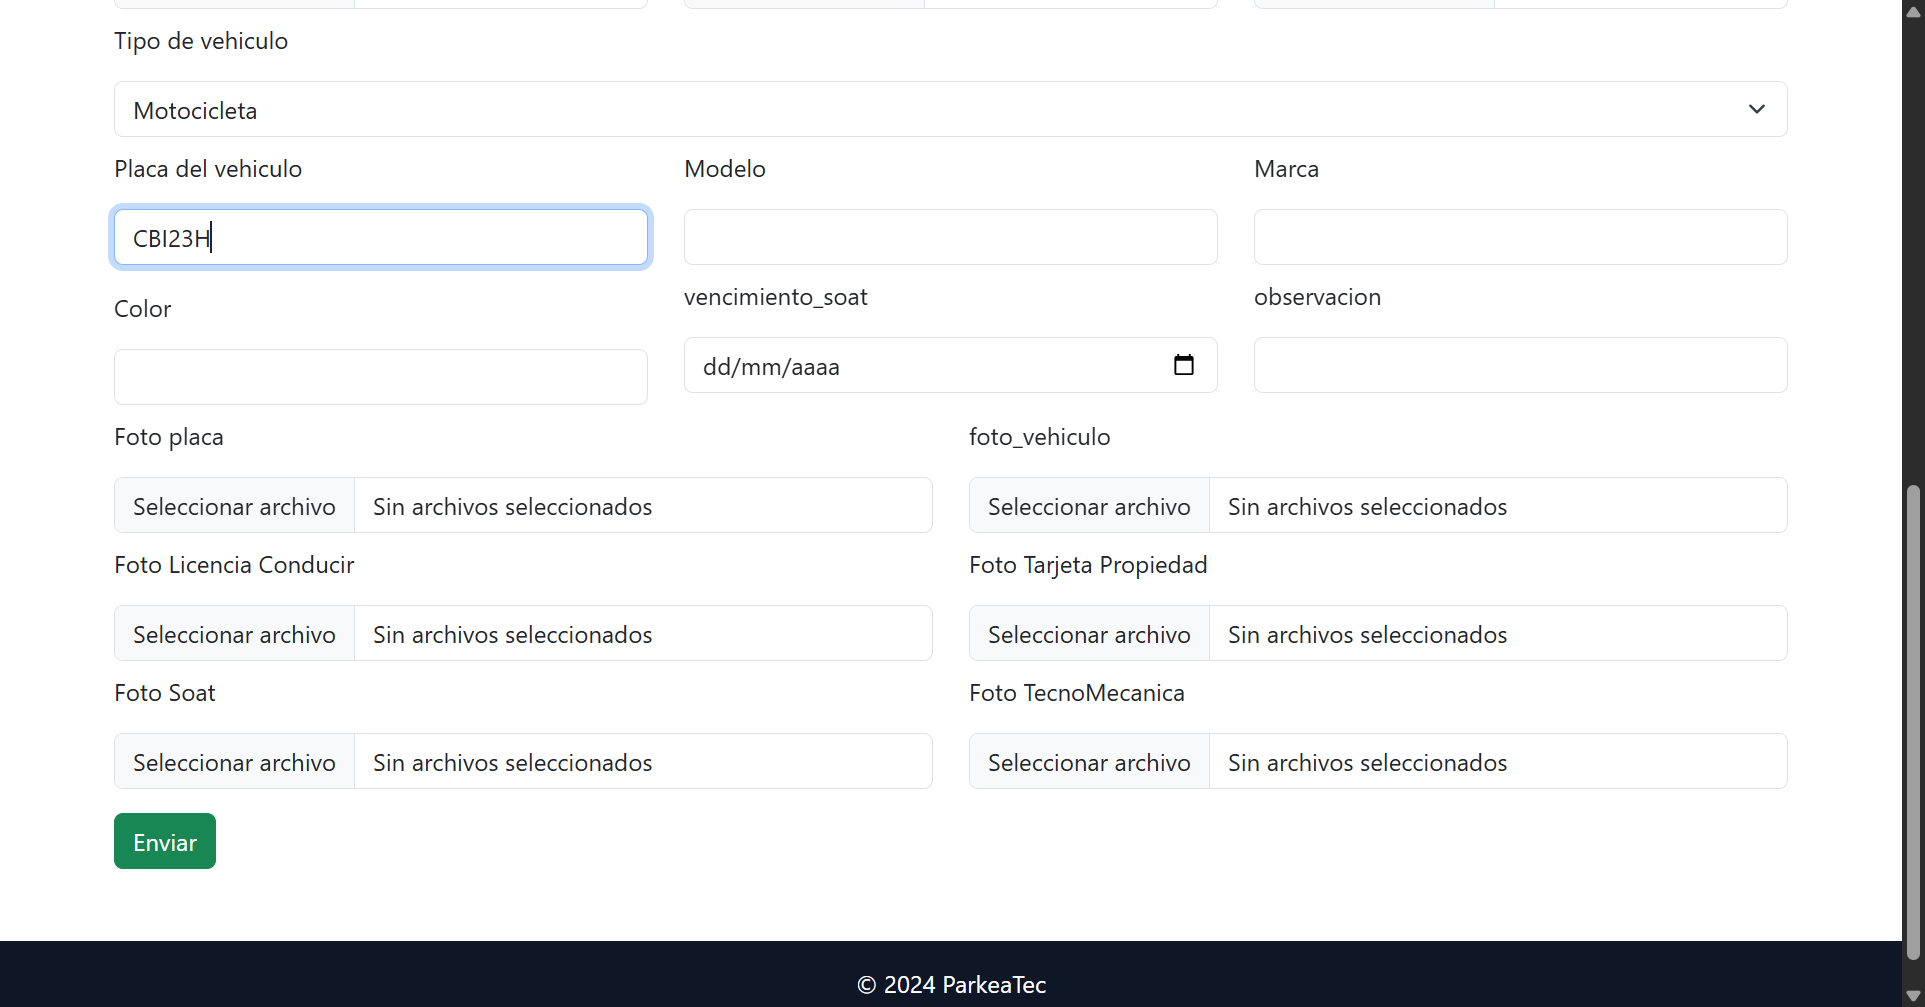 Tipo de vehiculo
Motocicleta
Placa del vehiculo
Modelo
Marca
CBI23H
Color
vencimiento_soat
observacion
dd/mm/aaaa
Foto placa
foto_vehiculo
Seleccionar archivo Sin archivos seleccionados
Seleccionar archivo Sin archivos seleccionados
Foto Licencia Conducir
Foto Tarjeta Propiedad
Seleccionar archivo Sin archivos seleccionados
Seleccionar archivo Sin archivos seleccionados
Foto Soat
Foto TecnoMecanica
Seleccionar archivo Sin archivos seleccionados
Seleccionar archivo Sin archivos seleccionados
Enviar
© 2024 ParkeaTec